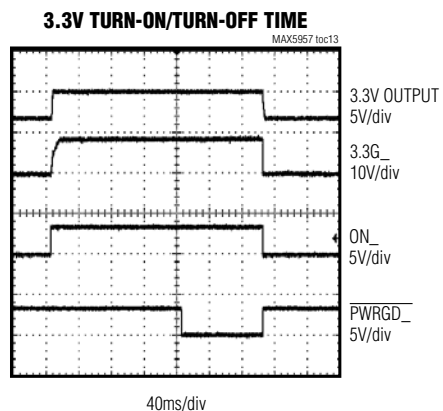 3.3V TURN-ON/TURN-OFF TIME
MAX5957 toc13
3.3V OUTPUT
5V/div
3.3G_
10V/div
ON_
5V/div
PWRGD_
5V/div
40ms/div